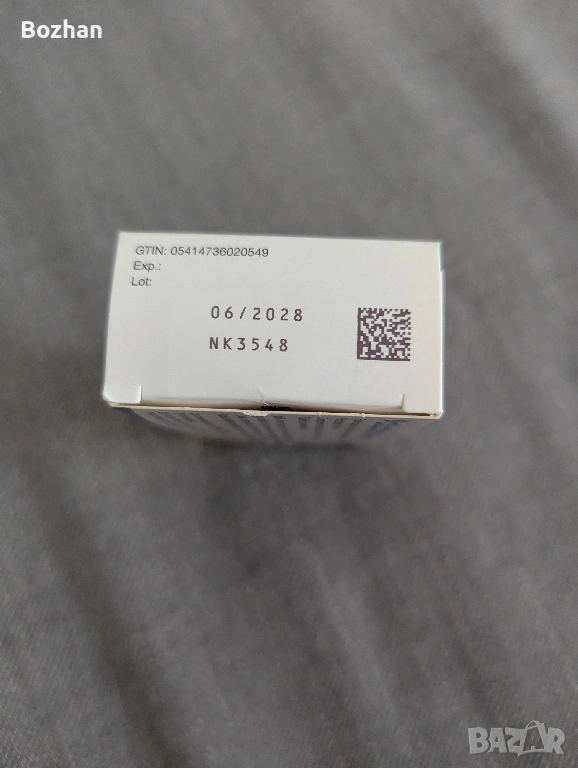 Bozhan
GTIN: 05414736020549
Exp.:
Lot:
06/2028
NK3548
BAZAR